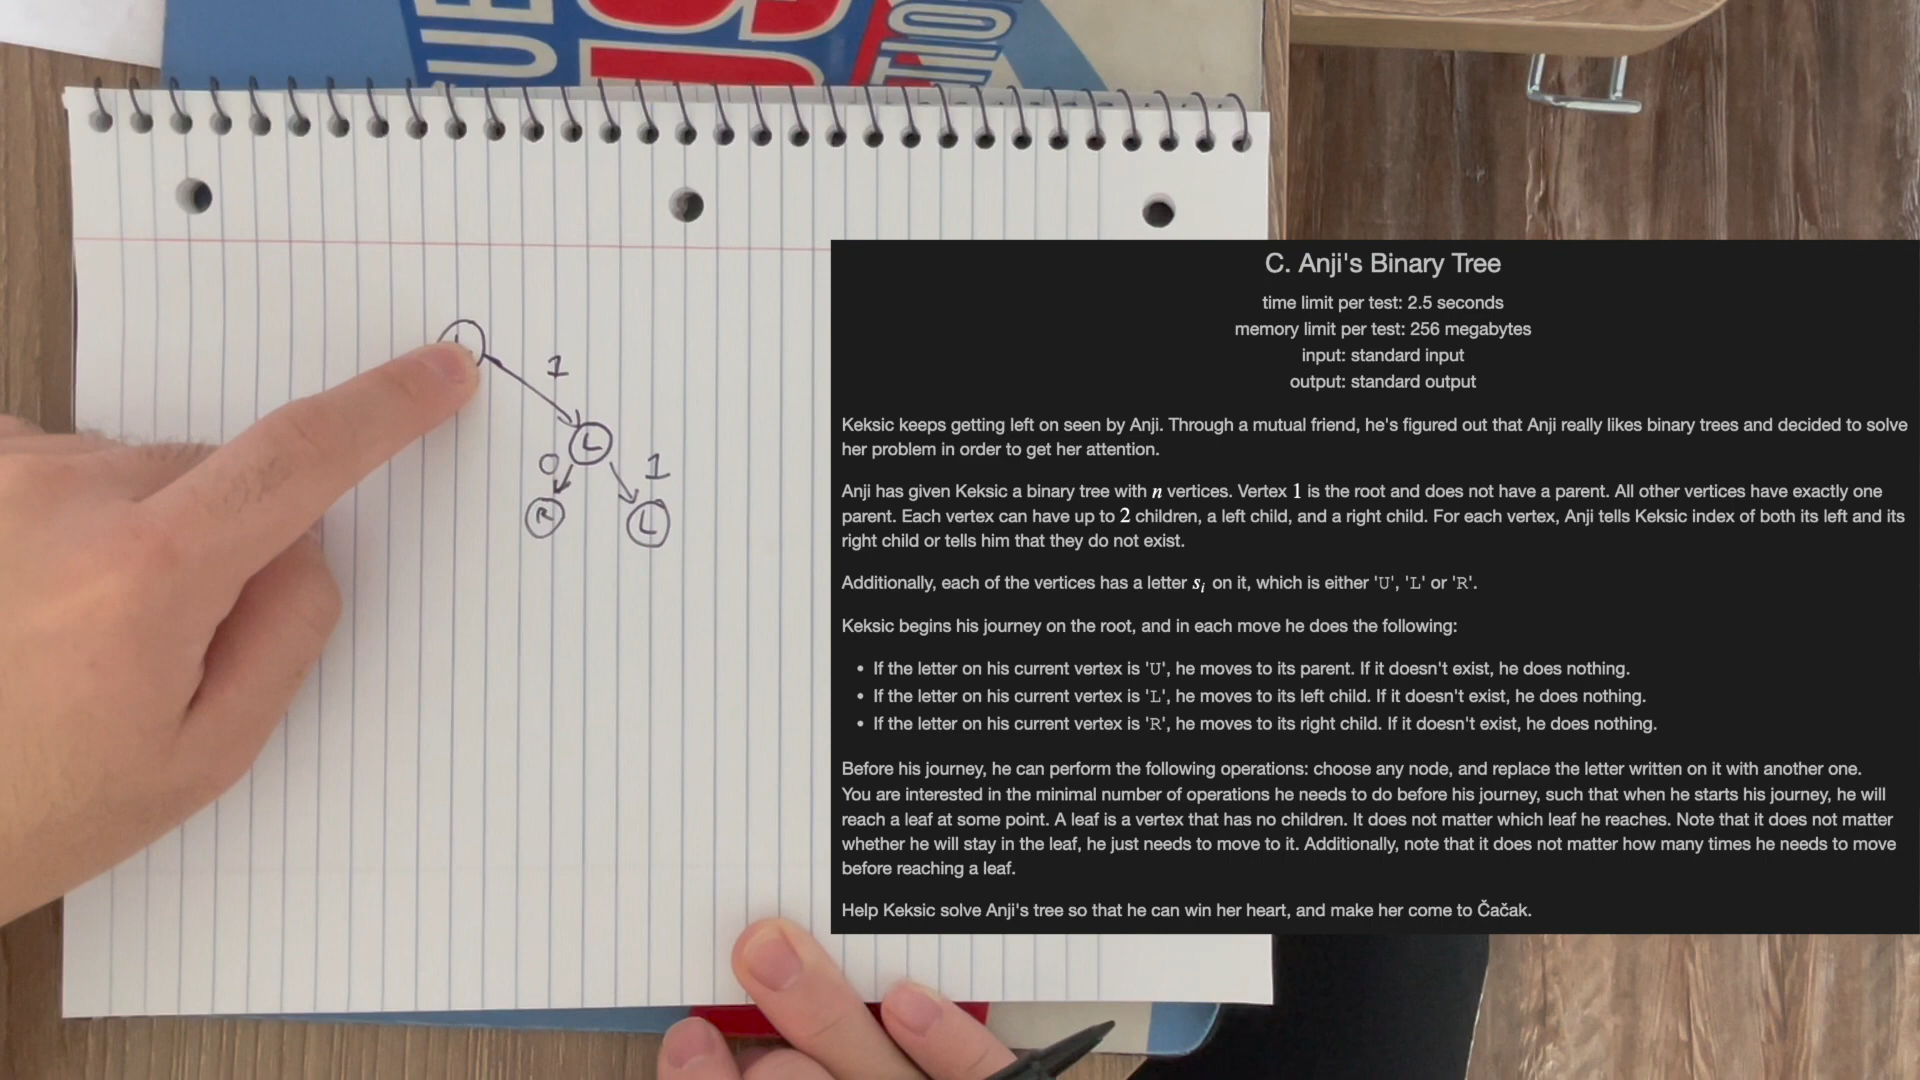 UE
US
TION
1
L
0
1
R
L
C. Anji's Binary Tree
time limit per test: 2.5 seconds
memory limit per test: 256 megabytes
input: standard input
output: standard output
Keksic keeps getting left on seen by Anji. Through a mutual friend, he's figured out that Anji really likes binary trees and decided to solve
her problem in order to get her attention.
Anji has given Keksic a binary tree with n vertices. Vertex 1 is the root and does not have a parent. All other vertices have exactly one
parent. Each vertex can have up to 2 children, a left child, and a right child. For each vertex, Anji tells Keksic index of both its left and its
right child or tells him that they do not exist.
Additionally, each of the vertices has a letter sᵢ on it, which is either 'U', 'L' or 'R'.
Keksic begins his journey on the root, and in each move he does the following:
• If the letter on his current vertex is 'U', he moves to its parent. If it doesn't exist, he does nothing.
• If the letter on his current vertex is 'L', he moves to its left child. If it doesn't exist, he does nothing.
• If the letter on his current vertex is 'R', he moves to its right child. If it doesn't exist, he does nothing.
Before his journey, he can perform the following operations: choose any node, and replace the letter written on it with another one.
You are interested in the minimal number of operations he needs to do before his journey, such that when he starts his journey, he will
reach a leaf at some point. A leaf is a vertex that has no children. It does not matter which leaf he reaches. Note that it does not matter
whether he will stay in the leaf, he just needs to move to it. Additionally, note that it does not matter how many times he needs to move
before reaching a leaf.
Help Keksic solve Anji's tree so that he can win her heart, and make her come to Čačak.